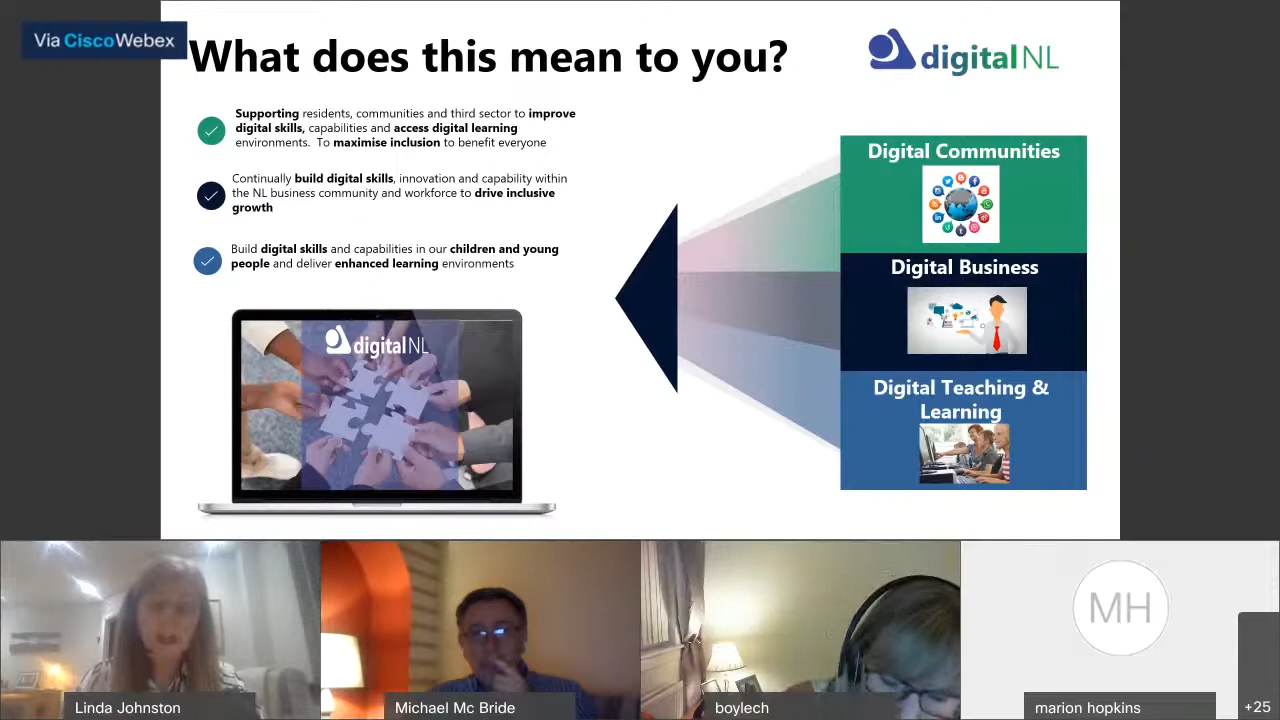 Via Cisco Webex
What does this mean to you?
digitalNL
Supporting residents, communities and third sector to improve
digital skills, capabilities and access digital learning
environments. To maximise inclusion to benefit everyone
Continually build digital skills, innovation and capability within
the NL business community and workforce to drive inclusive
growth
Build digital skills and capabilities in our children and young
people and deliver enhanced learning environments
digitalNL
Digital Communities
Digital Business
Digital Teaching &
Learning
MH
Linda Johnston
Michael Mc Bride
boylech
marion hopkins
+25